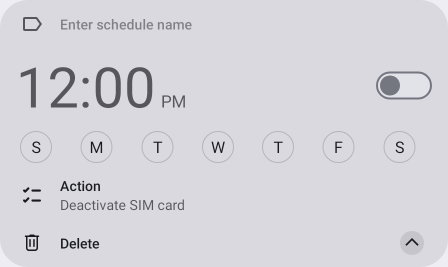 Enter schedule name
12:00 PM
S M T W T F S
Action
Deactivate SIM card
Delete